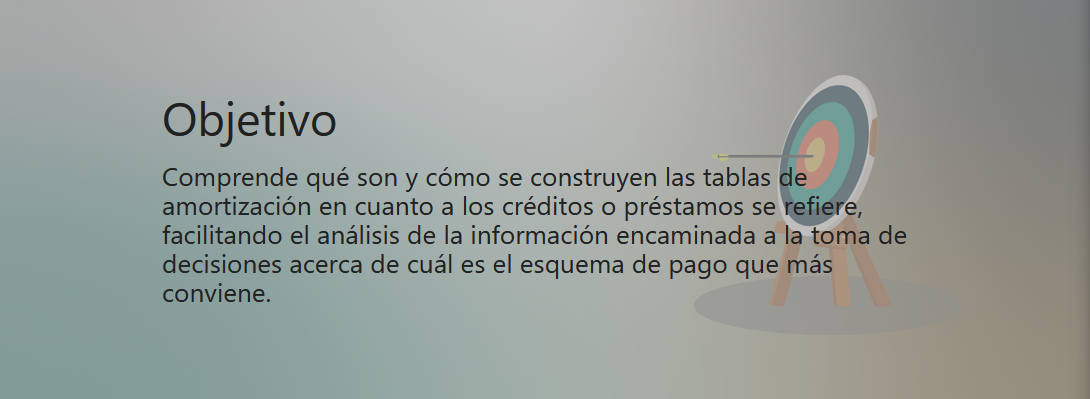 Objetivo
Comprende qué son y cómo se construyen las tablas de
amortización en cuanto a los créditos o préstamos se refiere,
facilitando el análisis de la información encaminada a la toma de
decisiones acerca de cuál es el esquema de pago que más
conviene.